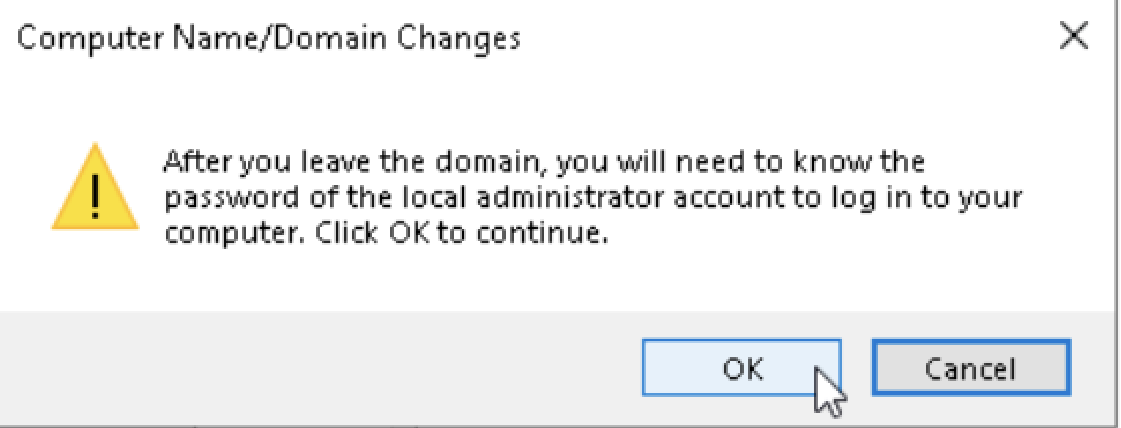 Computer Name/Domain Changes
After you leave the domain, you will need to know the
password of the local administrator account to log in to your
computer. Click OK to continue.
OK
Cancel